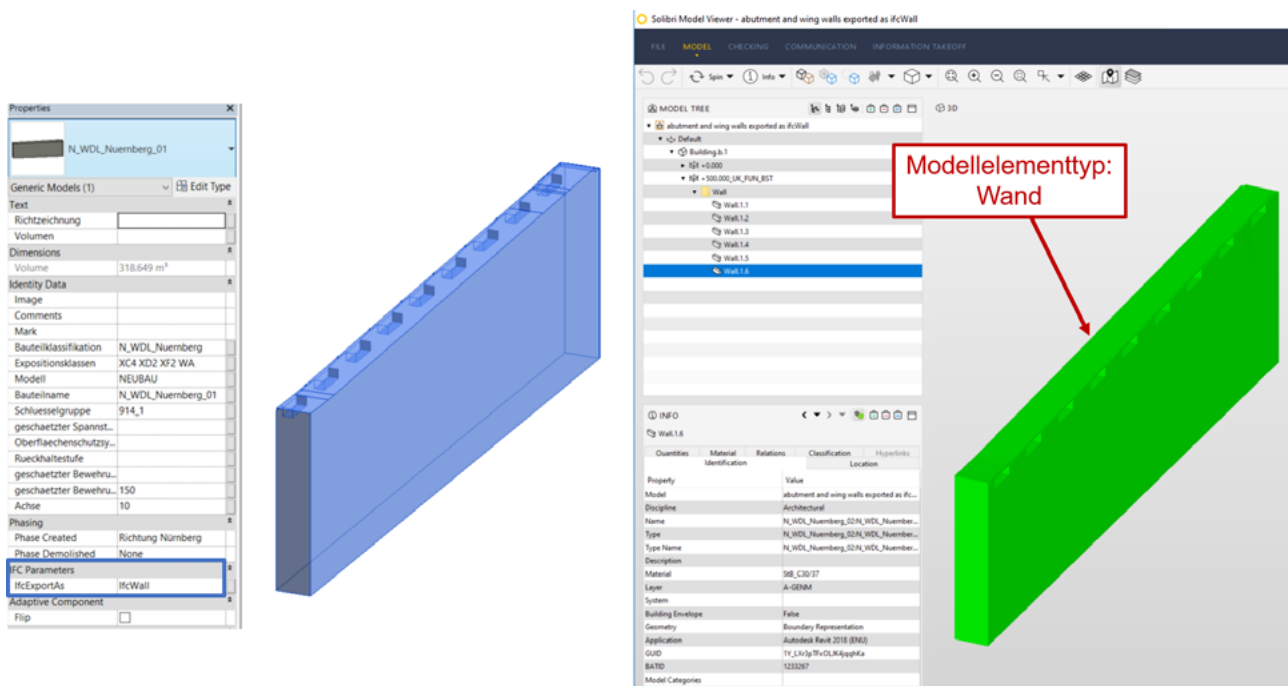 Properties
N_WDL_Nuernberg_01
Generic Models (1)
Edit Type
Text
Richtzeichnung
Volumen
Dimensions
Volume 318.649 m³
Identity Data
Image
Comments
Mark
Bauteilklassifikation N_WDL_Nuernberg
Expositionsklassen XC4 XD2 XF2 WA
Modell NEUBAU
Bauteilname N_WDL_Nuernberg_01
Schluesselgruppe 914_1
geschaetzter Spannst...
Oberflaechenschutzsy...
Rueckhaltestufe
geschaetzter Bewehru...
geschaetzter Bewehru... 150
Achse 10
Phasing
Phase Created Richtung Nürnberg
Phase Demolished None
IFC Parameters
IfcExportAs IfcWall
Adaptive Component
Flip
Solibri Model Viewer - abutment and wing walls exported as ifcWall
FILE MODEL CHECKING COMMUNICATION INFORMATION TAKEOFF
Spin Info
MODEL TREE
3D
abutment and wing walls exported as ifcWall
Default
Building.b.1
+0.000
+500.000_UK_FUN_BST
Wall
Wall.1.1
Wall.1.2
Wall.1.3
Wall.1.4
Wall.1.5
Wall.1.6
Modellelementtyp:
Wand
INFO
Wall.1.6
Quantities Material Relations Classification Hyperlinks
Identification Location
Property Value
Model abutment and wing walls exported as ifc...
Discipline Architectural
Name N_WDL_Nuernberg_02:N_WDL_Nuernber...
Type N_WDL_Nuernberg_02:N_WDL_Nuernber...
Type Name N_WDL_Nuernberg_02:N_WDL_Nuernber...
Description
Material StB_C30/37
Layer A-GENM
System
Building Envelope False
Geometry Boundary Representation
Application Autodesk Revit 2018 (ENU)
GUID
BATID 1233267
Model Categories